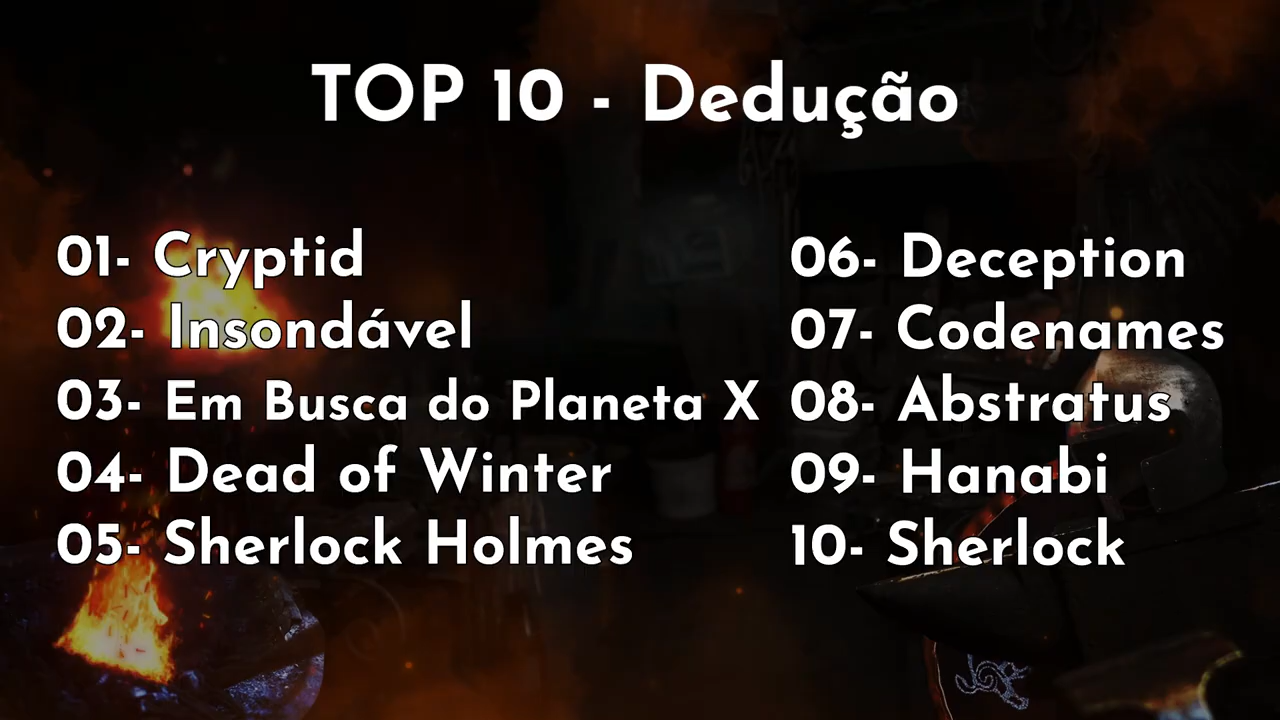 TOP 10 - Dedução
01- Cryptid
02- Insondável
03- Em Busca do Planeta X
04- Dead of Winter
05- Sherlock Holmes
06- Deception
07- Codenames
08- Abstratus
09- Hanabi
10- Sherlock